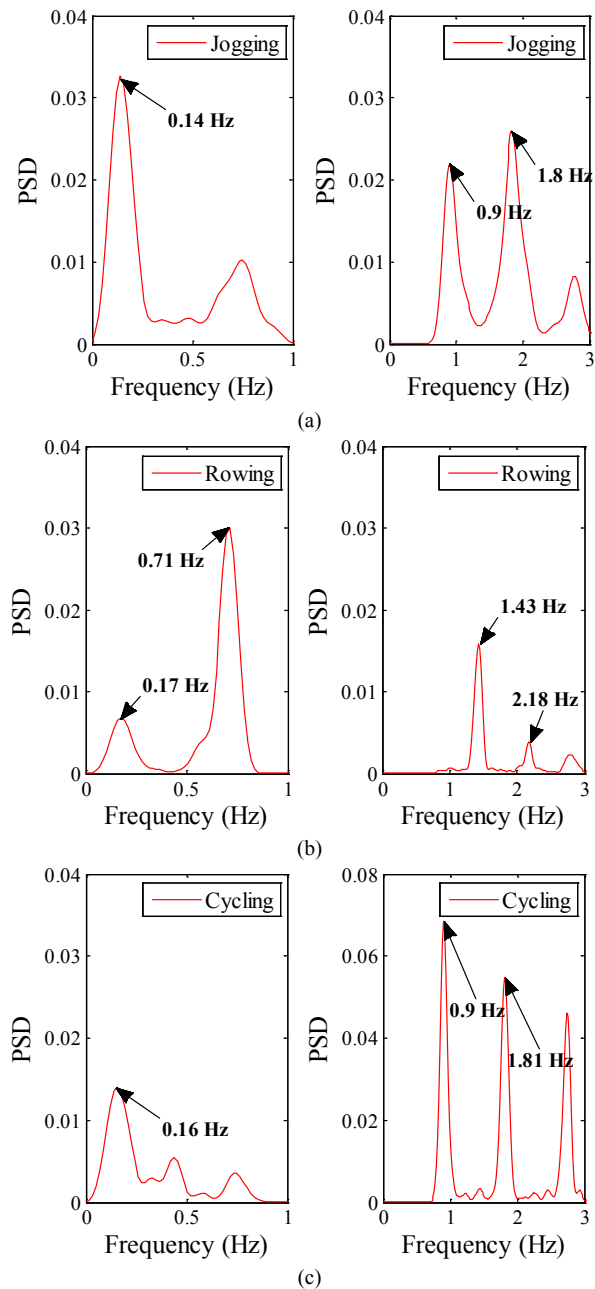 0.04
0.03
0.02
0.01
0
PSD
Jogging
0.14 Hz
0 0.5 1
Frequency (Hz)
0.04
0.03
0.02
0.01
0
PSD
Jogging
1.8 Hz
0.9 Hz
0 1 2 3
Frequency (Hz)
(a)
0.04
0.03
0.02
0.01
0
PSD
Rowing
0.71 Hz
0.17 Hz
0 0.5 1
Frequency (Hz)
0.04
0.03
0.02
0.01
0
PSD
Rowing
1.43 Hz
2.18 Hz
0 1 2 3
Frequency (Hz)
(b)
0.04
0.03
0.02
0.01
0
PSD
Cycling
0.16 Hz
0 0.5 1
Frequency (Hz)
0.08
0.06
0.04
0.02
0
PSD
Cycling
0.9 Hz
1.81 Hz
0 1 2 3
Frequency (Hz)
(c)